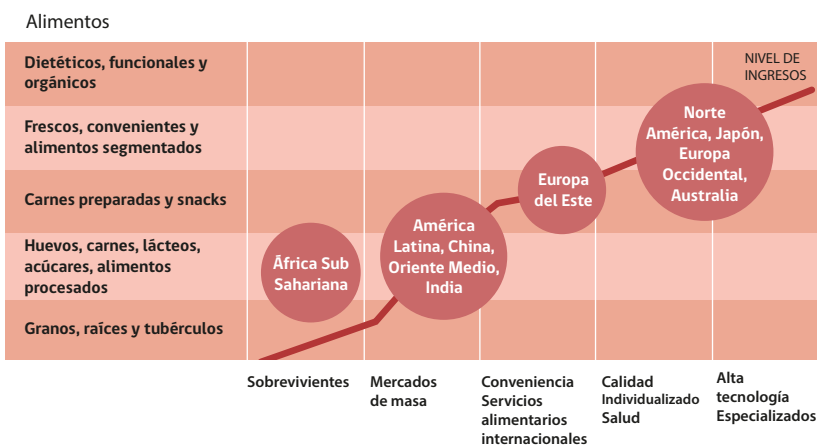 Alimentos
Dietéticos, funcionales y
orgánicos
Frescos, convenientes y
alimentos segmentados
Carnes preparadas y snacks
Huevos, carnes, lácteos,
acúcares, alimentos
procesados
Granos, raíces y tubérculos
África Sub
Sahariana
América
Latina, China,
Oriente Medio,
India
Europa
del Este
Norte
América, Japón,
Europa
Occidental,
Australia
NIVEL DE
INGRESOS
Sobrevivientes
Mercados
de masa
Conveniencia
Servicios
alimentarios
internacionales
Calidad
Individualizado
Salud
Alta
tecnología
Especializados